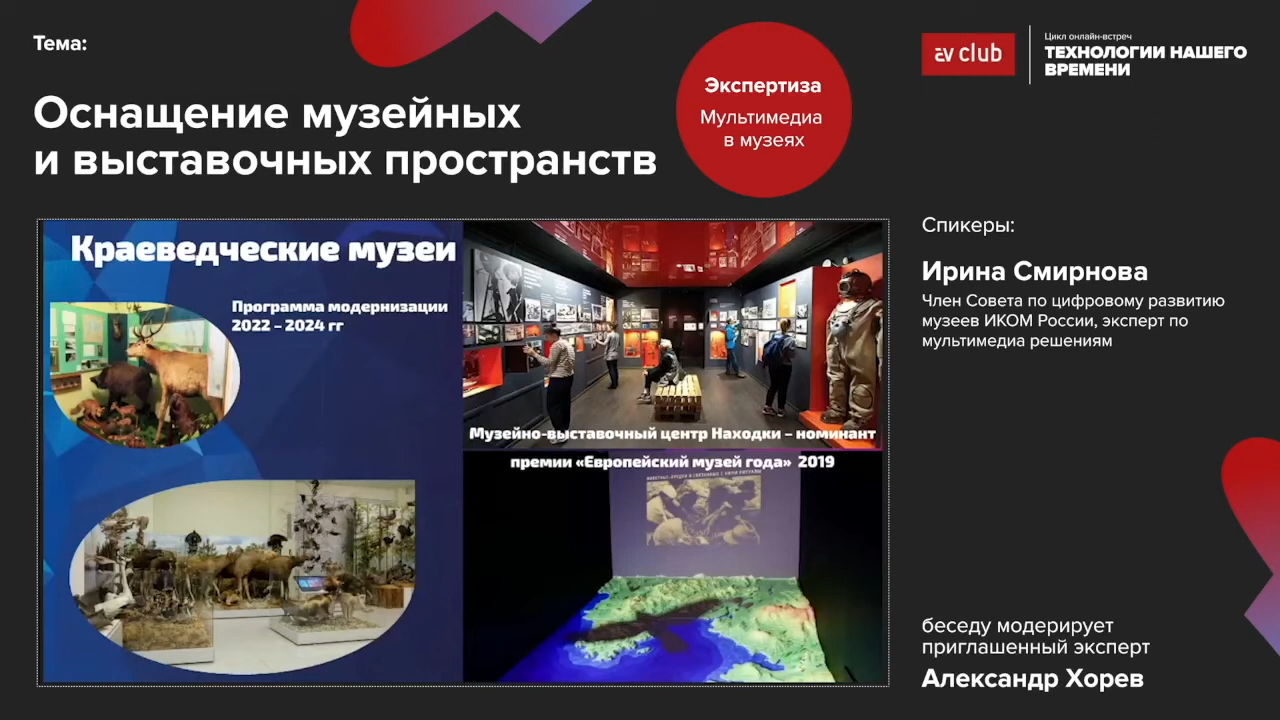 Тема:
Оснащение музейных
и выставочных пространств
Экспертиза
Мультимедиа
в музеях
av club
Цикл онлайн-встреч
ТЕХНОЛОГИИ НАШЕГО
ВРЕМЕНИ
Краеведческие музеи
Программа модернизации
2022 – 2024 гг
Музейно-выставочный центр Находки – номинант
премии «Европейский музей года» 2019
Спикеры:
Ирина Смирнова
Член Совета по цифровому развитию
музеев ИКОМ России, эксперт по
мультимедиа решениям
беседу модерирует
приглашенный эксперт
Александр Хорев